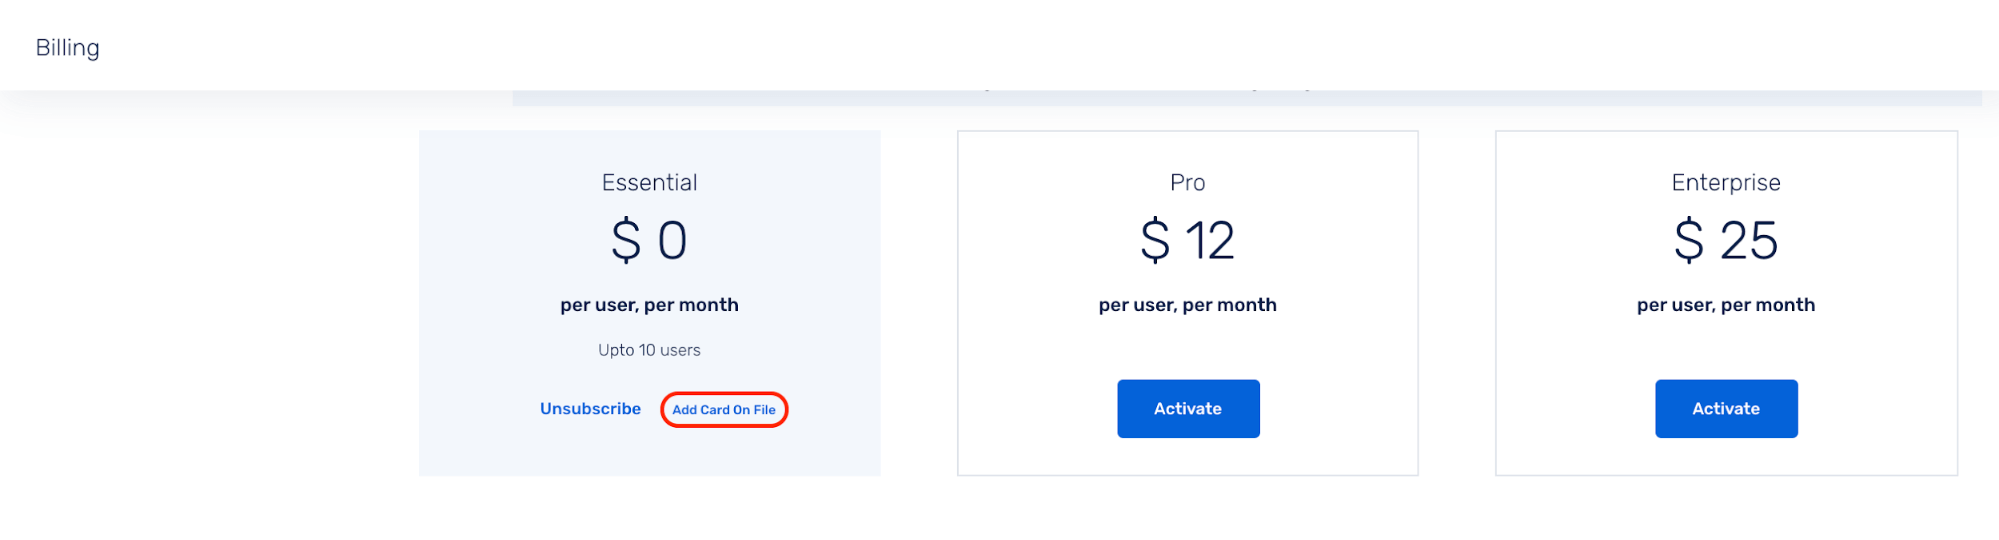 Billing
Essential
$ 0
per user, per month
Upto 10 users
Unsubscribe Add Card On File
Pro
$ 12
per user, per month
Activate
Enterprise
$ 25
per user, per month
Activate